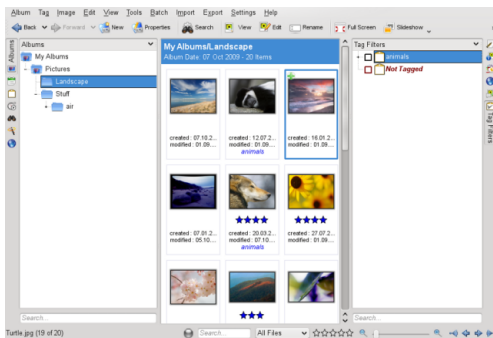 Album Tag Image Edit View Tools Batch Import Export Settings Help
Back Forward New Properties Search View Edit Rename Full Screen Slideshow
Albums
Albums
My Albums
Pictures
Landscape
Stuff
air
My Albums/Landscape
Album Date: 07 Oct 2009 - 20 Items
created : 07.10.2...
modified : 01.09....
created : 12.07.2...
modified : 01.09....
animals
created : 16.01.2...
modified : 01.09....
created : 07.01.2...
modified : 05.10....
created : 20.03.2...
modified : 07.10....
animals
created : 27.07.2...
modified : 01.09....
Tag Filters
animals
Not Tagged
Tag Filters
Search...
Search...
Turtle.jpg (19 of 20)
Search...
All Files